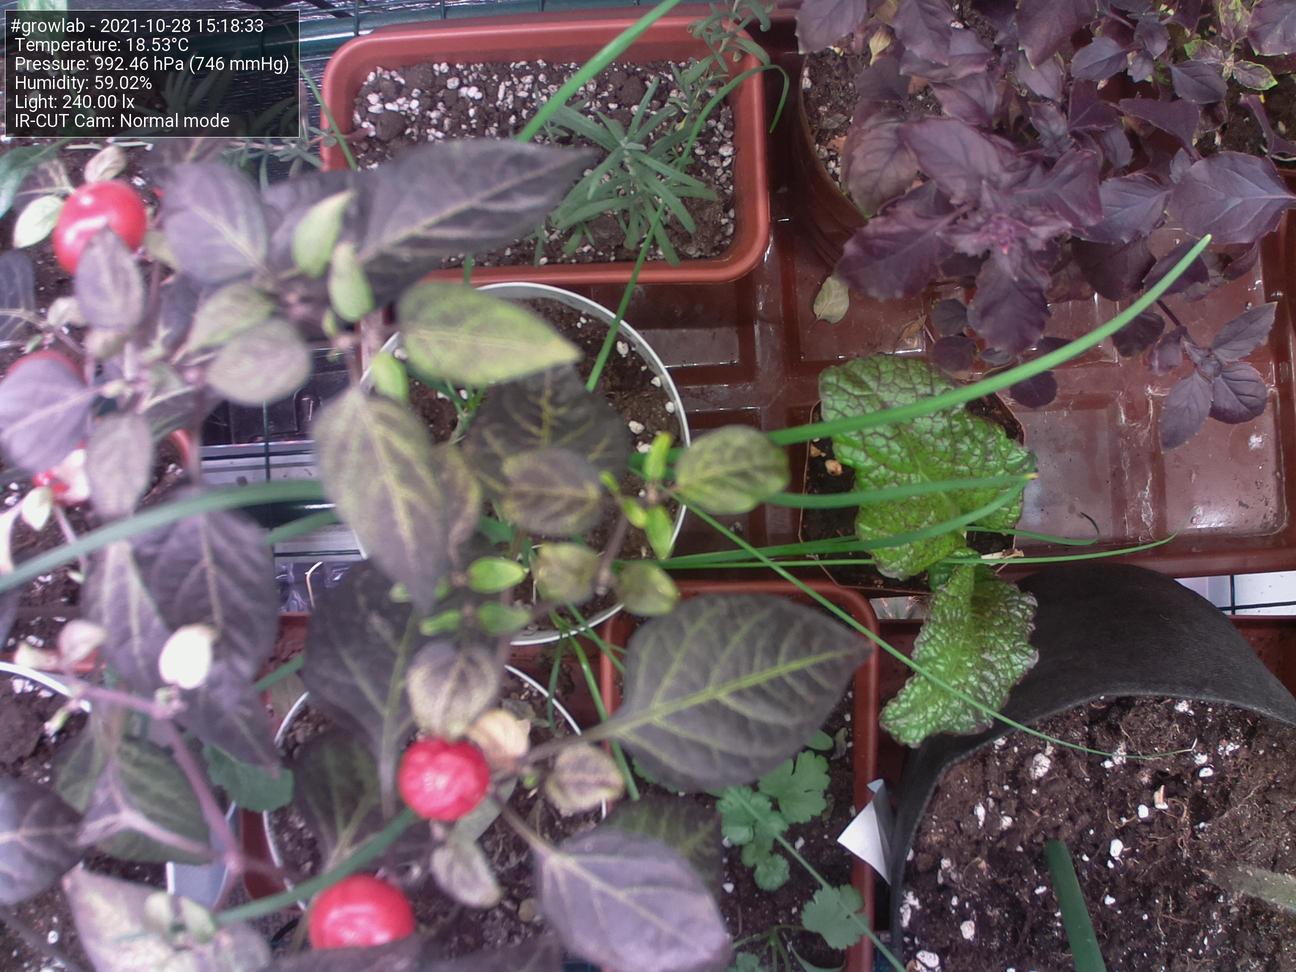 #growlab - 2021-10-28 15:18:33
Temperature: 18.53°C
Pressure: 992.46 hPa (746 mmHg)
Humidity: 59.02%
Light: 240.00 lx
IR-CUT Cam: Normal mode